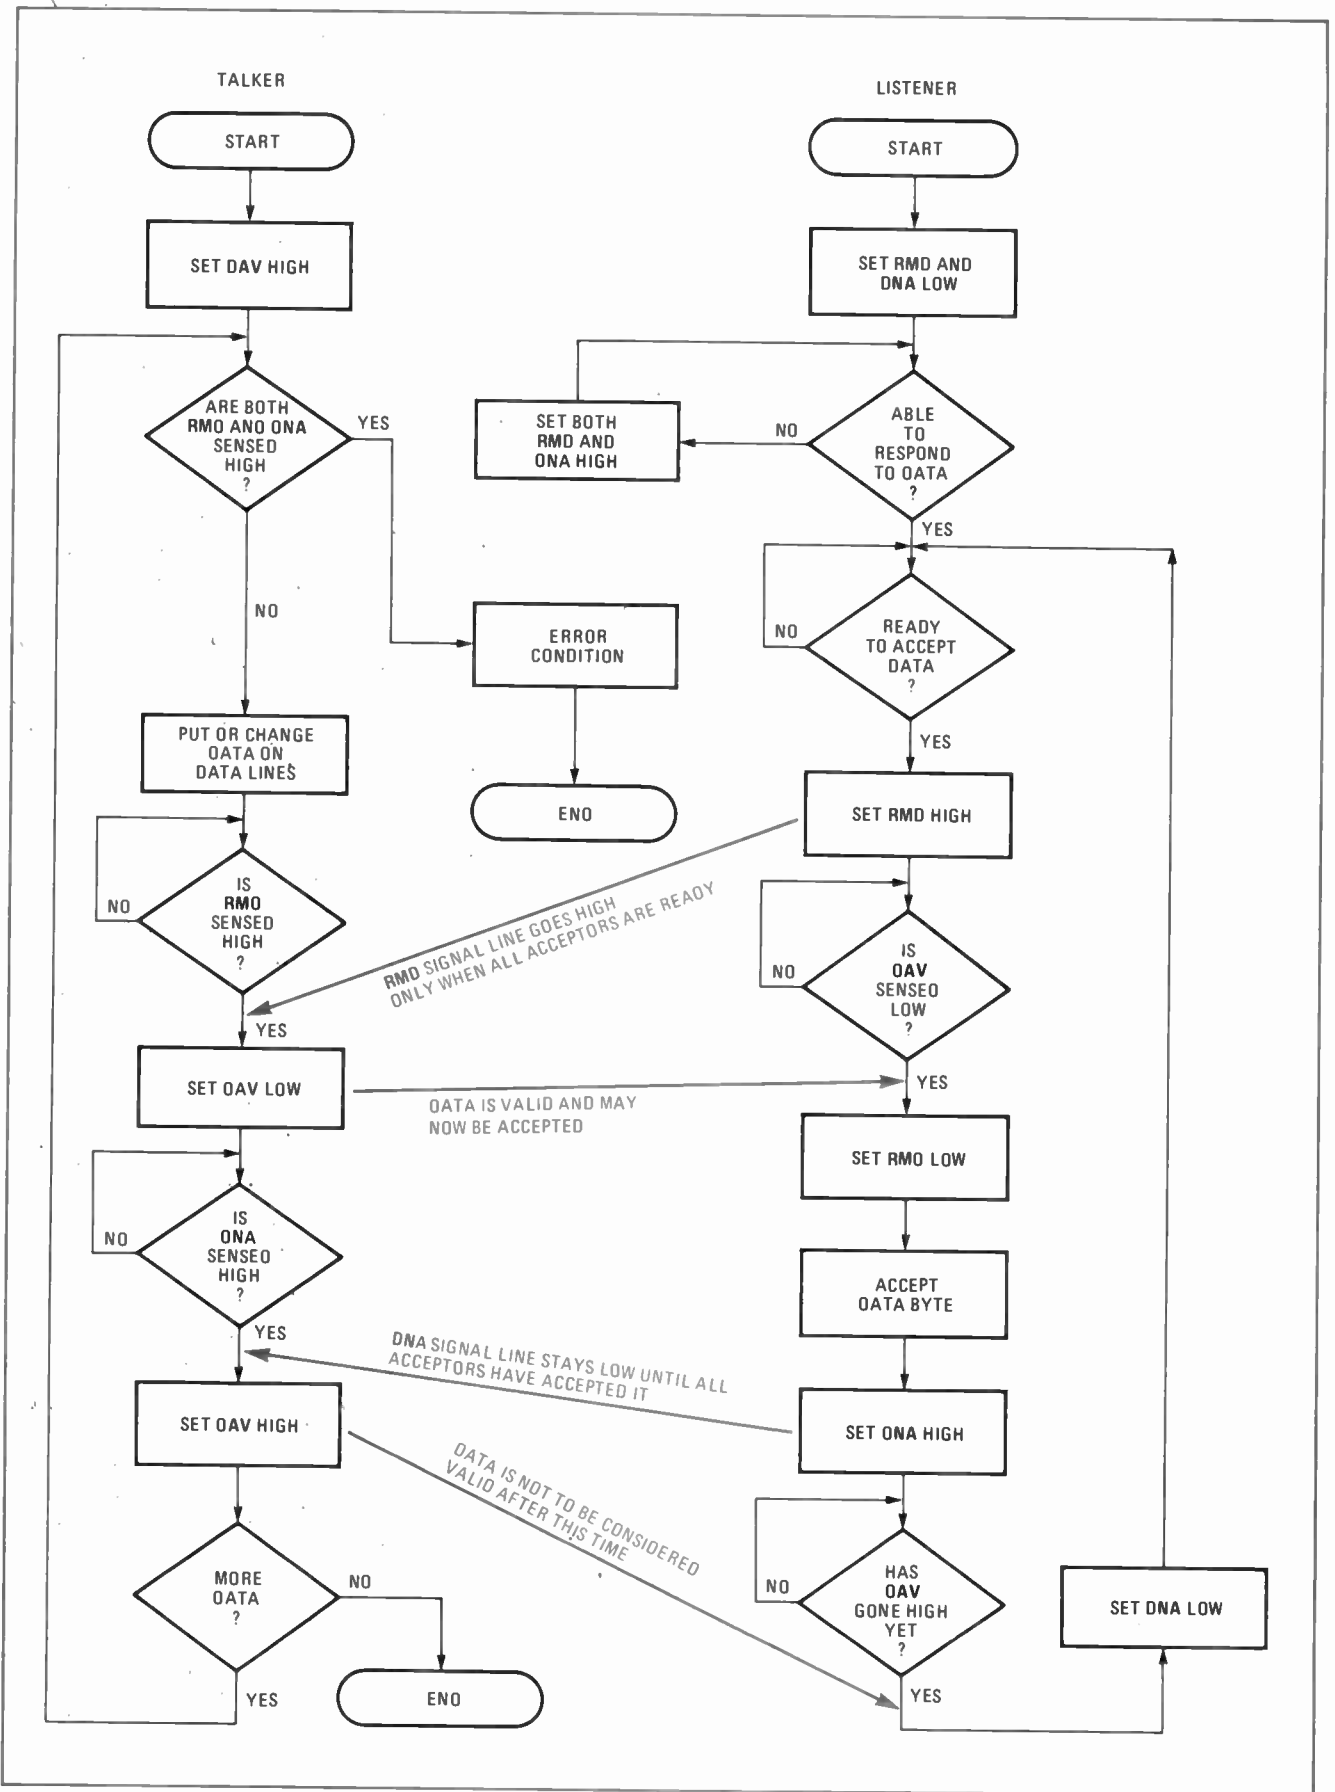 TALKER
START
SET DAV HIGH
ARE BOTH
RMO ANO ONA
SENSED
HIGH
?
YES
NO
ERROR
CONDITION
ENO
PUT OR CHANGE
OATA ON
DATA LINES
IS
RMO
SENSED
HIGH
?
NO
YES
SET OAV LOW
IS
ONA
SENSEO
HIGH
?
NO
YES
SET OAV HIGH
MORE
OATA
?
NO
YES
ENO
RMD SIGNAL LINE GOES HIGH
ONLY WHEN ALL ACCEPTORS ARE READY
OATA IS VALID AND MAY
NOW BE ACCEPTED
DNA SIGNAL LINE STAYS LOW UNTIL ALL
ACCEPTORS HAVE ACCEPTED IT
DATA IS NOT TO BE CONSIDERED
VALID AFTER THIS TIME
LISTENER
START
SET RMD AND
DNA LOW
ABLE
TO
RESPOND
TO OATA
?
NO
SET BOTH
RMD AND
ONA HIGH
YES
READY
TO ACCEPT
DATA
?
NO
YES
SET RMD HIGH
IS
OAV
SENSEO
LOW
?
NO
YES
SET RMO LOW
ACCEPT
OATA BYTE
SET ONA HIGH
HAS
OAV
GONE HIGH
YET
?
NO
YES
SET DNA LOW